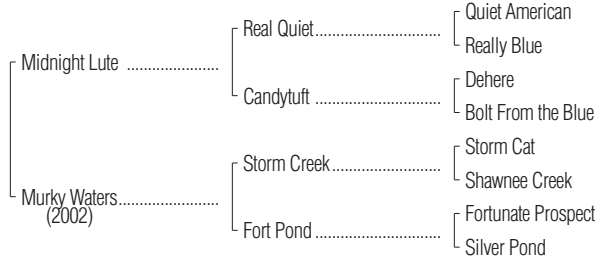 Quiet American
Real Quiet
Really Blue
Midnight Lute
Dehere
Candytuft
Bolt From the Blue
Storm Cat
Storm Creek
Shawnee Creek
Murky Waters
(2002)
Fortunate Prospect
Fort Pond
Silver Pond